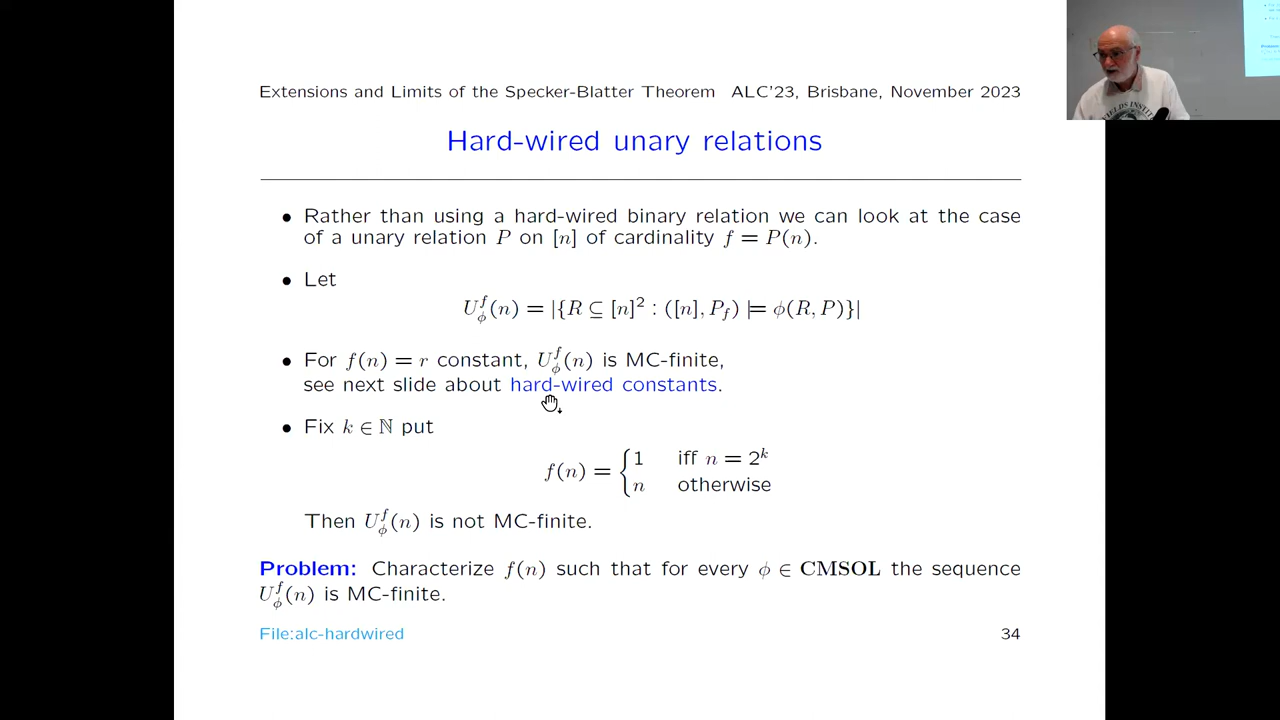 Extensions and Limits of the Specker-Blatter Theorem ALC'23, Brisbane, November 2023
Hard-wired unary relations
• Rather than using a hard-wired binary relation we can look at the case
of a unary relation P on [n] of cardinality f = P(n).
• Let
U_ϕ^f(n) = |{R ⊆ [n]² : ([n], P_f) ⊨ ϕ(R, P)}|
• For f(n) = r constant, U_ϕ^f(n) is MC-finite,
see next slide about hard-wired constants.
• Fix k ∈ ℕ put
f(n) = { 1 iff n = 2^k
n otherwise
Then U_ϕ^f(n) is not MC-finite.
Problem: Characterize f(n) such that for every ϕ ∈ CMSOL the sequence
U_ϕ^f(n) is MC-finite.
File:alc-hardwired 34